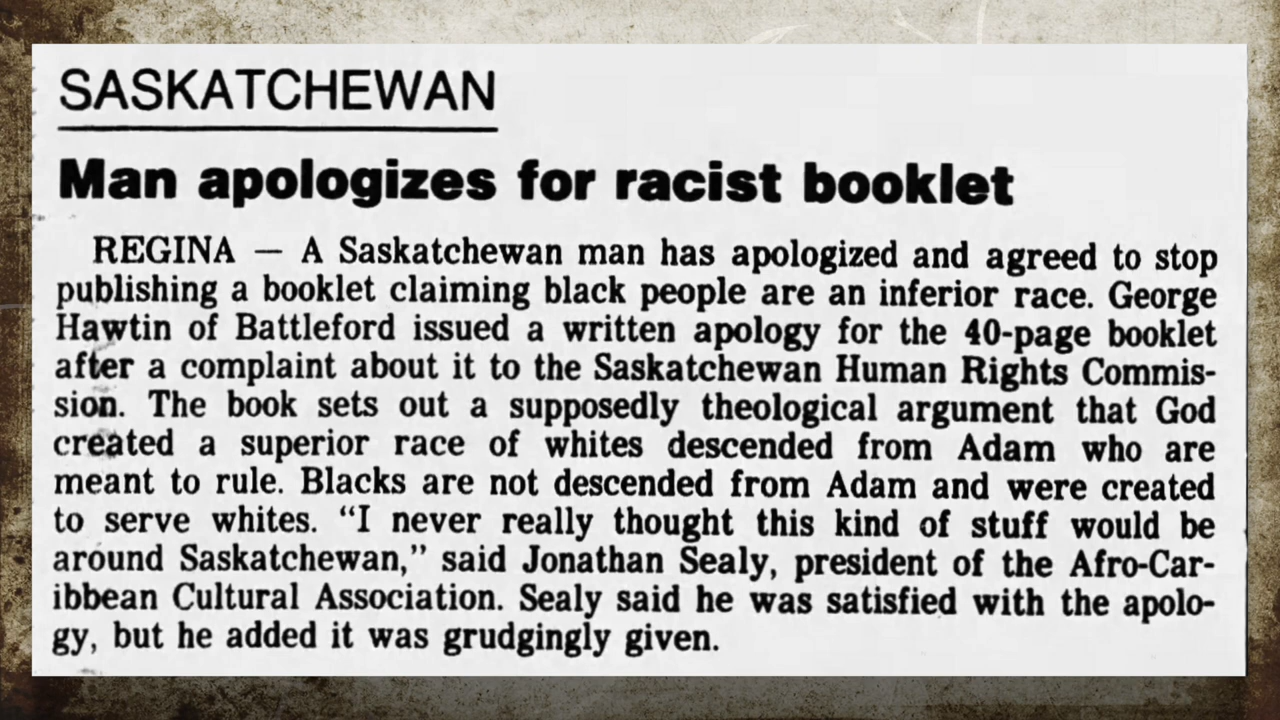 SASKATCHEWAN
Man apologizes for racist booklet
REGINA — A Saskatchewan man has apologized and agreed to stop
publishing a booklet claiming black people are an inferior race. George
Hawtin of Battleford issued a written apology for the 40-page booklet
after a complaint about it to the Saskatchewan Human Rights Commis-
sion. The book sets out a supposedly theological argument that God
created a superior race of whites descended from Adam who are
meant to rule. Blacks are not descended from Adam and were created
to serve whites. “I never really thought this kind of stuff would be
around Saskatchewan,” said Jonathan Sealy, president of the Afro-Car-
ibbean Cultural Association. Sealy said he was satisfied with the apolo-
gy, but he added it was grudgingly given.